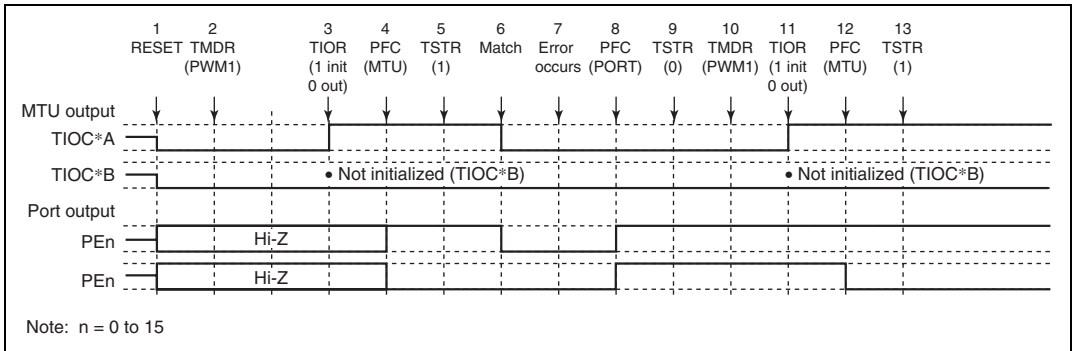 1 2 3 4 5 6 7 8 9 10 11 12 13
RESET TMDR TIOR PFC TSTR Match Error PFC TSTR TMDR TIOR PFC TSTR
(PWM1) (1 init (MTU) (1) occurs (PORT) (0) (PWM1) (1 init (MTU) (1)
0 out) 0 out)
MTU output
TIOC*A
TIOC*B • Not initialized (TIOC*B) • Not initialized (TIOC*B)
Port output
PEn Hi-Z
PEn Hi-Z
Note: n = 0 to 15